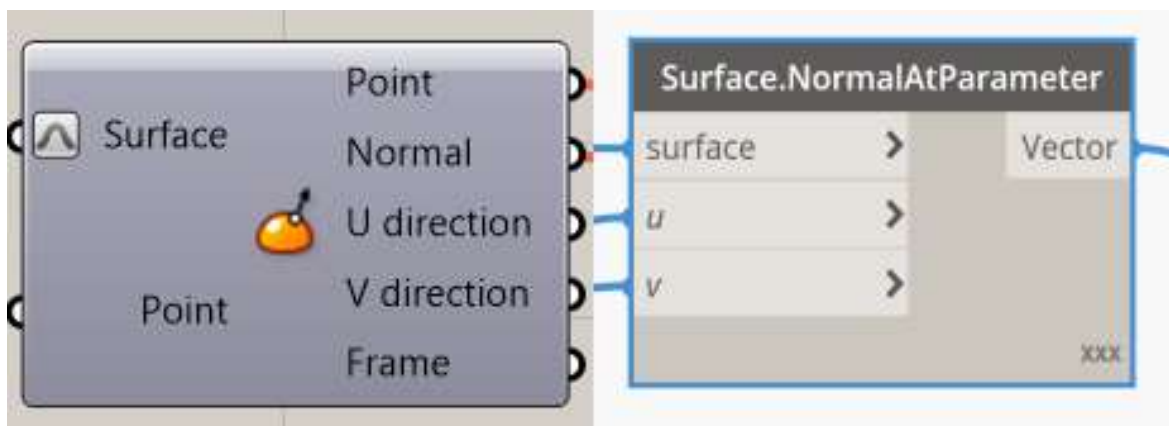 Surface
Point
Point
Normal
U direction
V direction
Frame
Surface.NormalAtParameter
surface
Vector
u
v
xxx